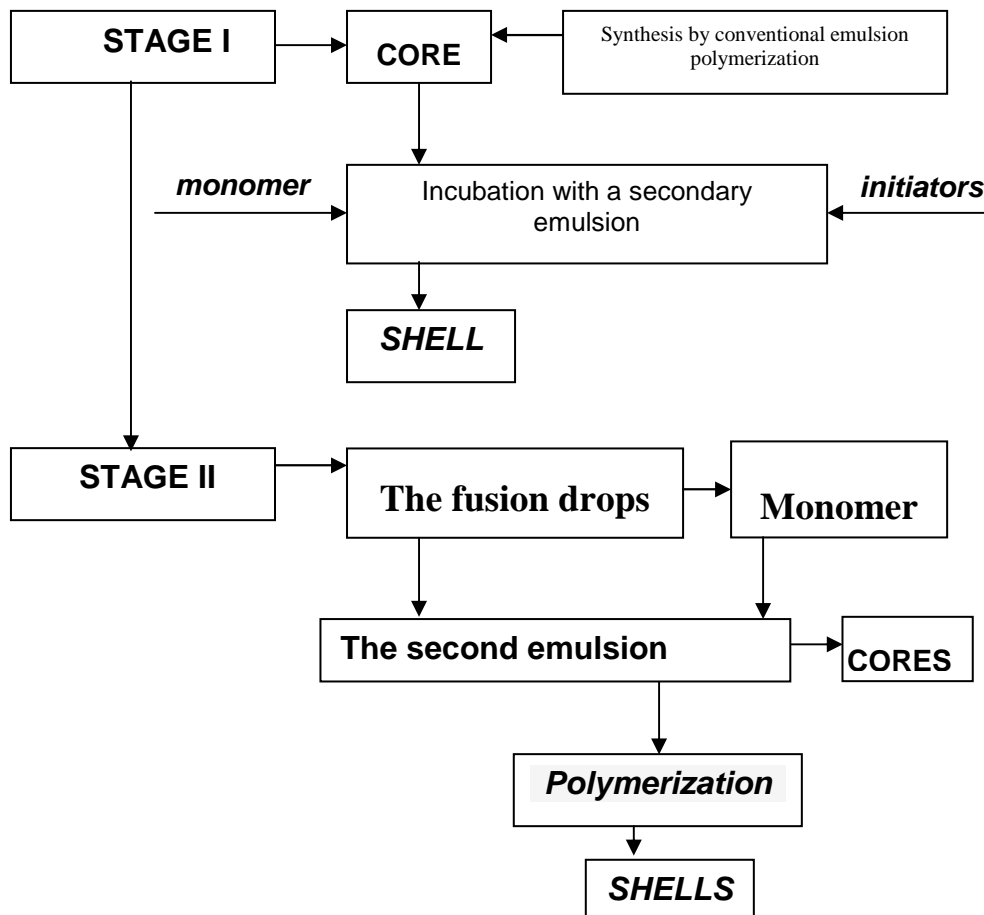 STAGE I
CORE
Synthesis by conventional emulsion
polymerization
monomer
Incubation with a secondary
emulsion
initiators
SHELL
STAGE II
The fusion drops
Monomer
The second emulsion
CORES
Polymerization
SHELLS